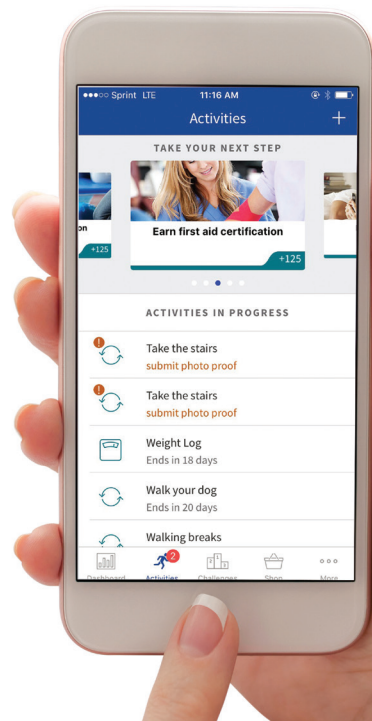 Sprint LTE 11:16 AM
Activities +
TAKE YOUR NEXT STEP
on
Earn first aid certification
+125
+125
ACTIVITIES IN PROGRESS
!
Take the stairs
submit photo proof
!
Take the stairs
submit photo proof
Weight Log
Ends in 18 days
Walk your dog
Ends in 20 days
Walking breaks
2
Dashboard Activities Challenges Shop More